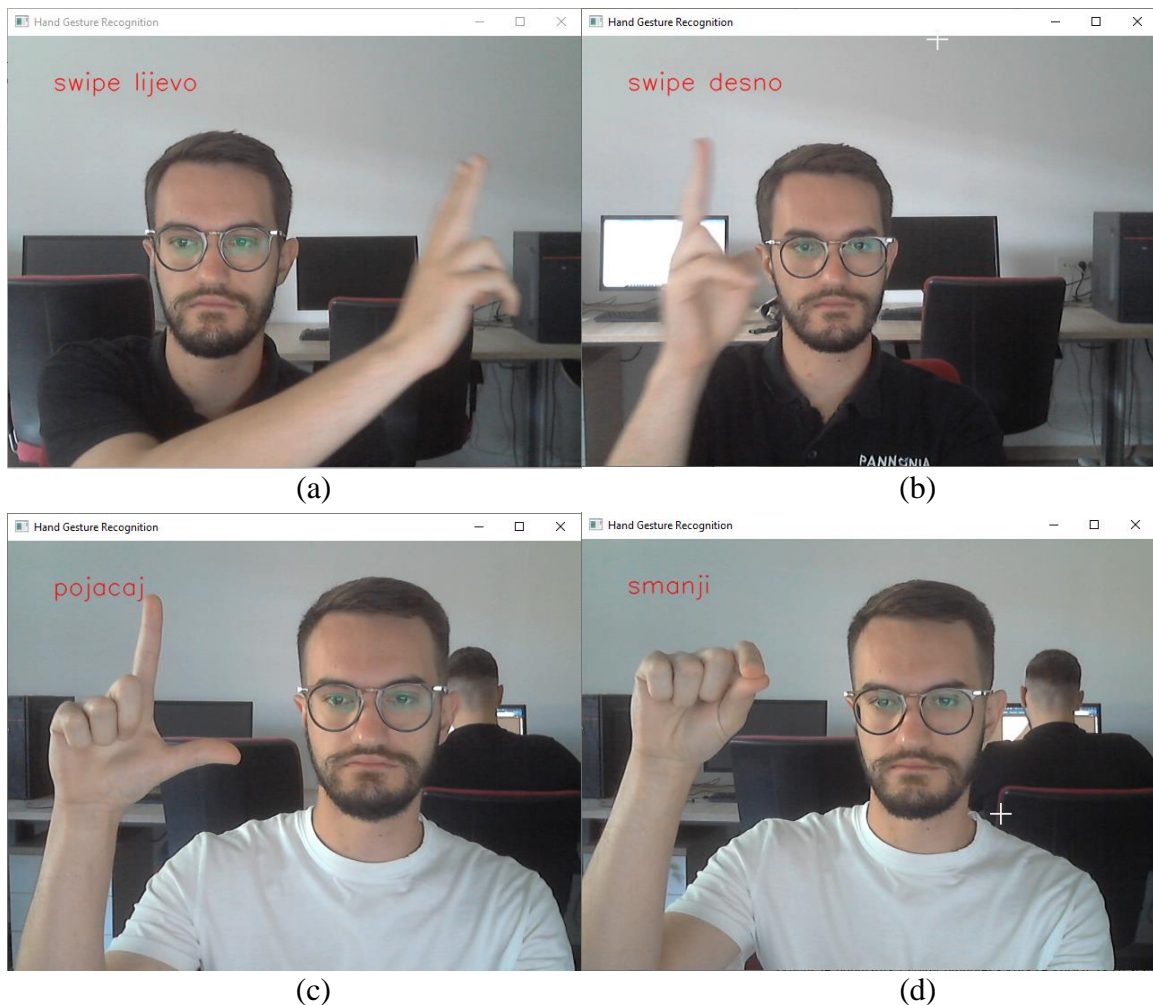 Hand Gesture Recognition
swipe lijevo
Hand Gesture Recognition
swipe desno
PANNONIA
(a)
(b)
Hand Gesture Recognition
pojacaj
Hand Gesture Recognition
smanji
(c)
(d)